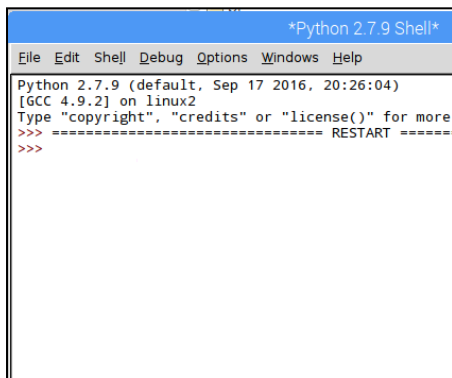 *Python 2.7.9 Shell*
File Edit Shell Debug Options Windows Help
Python 2.7.9 (default, Sep 17 2016, 20:26:04)
[GCC 4.9.2] on linux2
Type "copyright", "credits" or "license()" for more
>>> ================================ RESTART ======
>>>